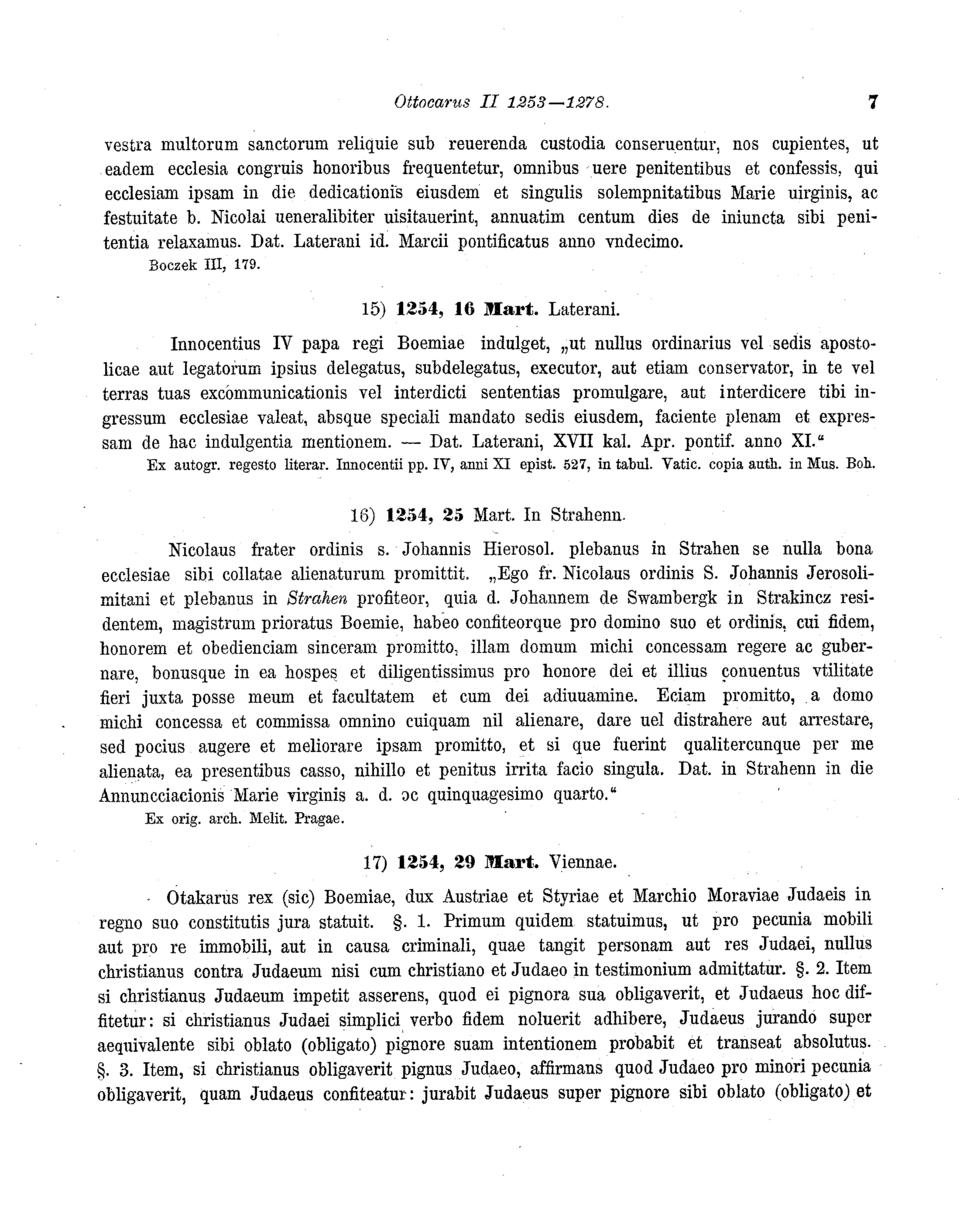 Ottocarus II 1253—1278. 7
vestra multorum sanctorum reliquie sub reuerenda custodia conseruentur, nos cupientes, ut
eadem ecclesia congruis honoribus frequentetur, omnibus uere penitentibus et confessis, qui
ecclesiam ipsam in die dedicationis eiusdem et singulis solempnitatibus Marie uirginis, ac
festuitate b. Nicolai ueneralibiter uisitauerint, annuatim centum dies de iniuncta sibi peni-
tentia relaxamus. Dat. Laterani id. Marcii pontificatus anno vndecimo.
Boczek III, 179.
15) 1254, 16 Mart. Laterani.
Innocentius IV papa regi Boemiae indulget, „ut nullus ordinarius vel sedis aposto-
licae aut legatorum ipsius delegatus, subdelegatus, executor, aut etiam conservator, in te vel
terras tuas excommunicationis vel interdicti sententias promulgare, aut interdicere tibi in-
gressum ecclesiae valeat, absque speciali mandato sedis eiusdem, faciente plenam et expres-
sam de hac indulgentia mentionem. — Dat. Laterani, XVII kal. Apr. pontif. anno XI.“
Ex autogr. regesto literar. Innocentii pp. IV, anni XI epist. 527, in tabul. Vatic. copia auth. in Mus. Boh.
16) 1254, 25 Mart. In Strahenn.
Nicolaus frater ordinis s. Johannis Hierosol. plebanus in Strahen se nulla bona
ecclesiae sibi collatae alienaturum promittit. „Ego fr. Nicolaus ordinis S. Johannis Jerosoli-
mitani et plebanus in Strahen profiteor, quia d. Johannem de Swambergk in Strakincz resi-
dentem, magistrum prioratus Boemie, habeo confiteorque pro domino suo et ordinis, cui fidem,
honorem et obedienciam sinceram promitto, illam domum michi concessam regere ac guber-
nare, bonusque in ea hospes et diligentissimus pro honore dei et illius conuentus vtilitate
fieri juxta posse meum et facultatem et cum dei adiuuamine. Eciam promitto, a domo
michi concessa et commissa omnino cuiquam nil alienare, dare uel distrahere aut arrestare,
sed pocius augere et meliorare ipsam promitto, et si que fuerint qualitercunque per me
alienata, ea presentibus casso, nihillo et penitus irrita facio singula. Dat. in Strahenn in die
Annuncciacionis Marie virginis a. d. ɔc quinquagesimo quarto.“
Ex orig. arch. Melit. Pragae.
17) 1254, 29 Mart. Viennae.
Otakarus rex (sic) Boemiae, dux Austriae et Styriae et Marchio Moraviae Judaeis in
regno suo constitutis jura statuit. §. 1. Primum quidem statuimus, ut pro pecunia mobili
aut pro re immobili, aut in causa criminali, quae tangit personam aut res Judaei, nullus
christianus contra Judaeum nisi cum christiano et Judaeo in testimonium admittatur. §. 2. Item
si christianus Judaeum impetit asserens, quod ei pignora sua obligaverit, et Judaeus hoc dif-
fitetur: si christianus Judaei simplici verbo fidem noluerit adhibere, Judaeus jurando super
aequivalente sibi oblato (obligato) pignore suam intentionem probabit et transeat absolutus.
§. 3. Item, si christianus obligaverit pignus Judaeo, affirmans quod Judaeo pro minori pecunia
obligaverit, quam Judaeus confiteatur: jurabit Judaeus super pignore sibi oblato (obligato) et